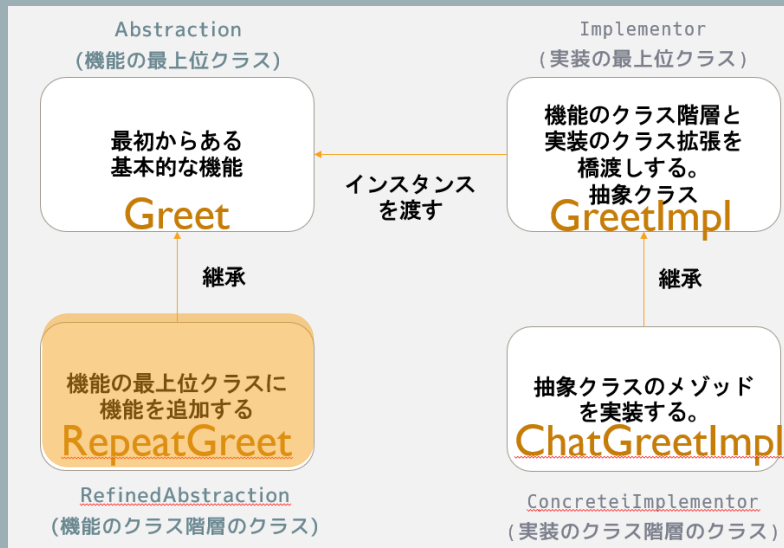 Abstraction
(機能の最上位クラス)
最初からある
基本的な機能
Greet
Implementor
(実装の最上位クラス)
機能のクラス階層と
実装のクラス拡張を
橋渡しする。
抽象クラス
GreetImpl
インスタンス
を渡す
継承
継承
機能の最上位クラスに
機能を追加する
RepeatGreet
RefinedAbstraction
(機能のクラス階層のクラス)
抽象クラスのメゾッド
を実装する。
ChatGreetImpl
ConcreteiImplementor
(実装のクラス階層のクラス)